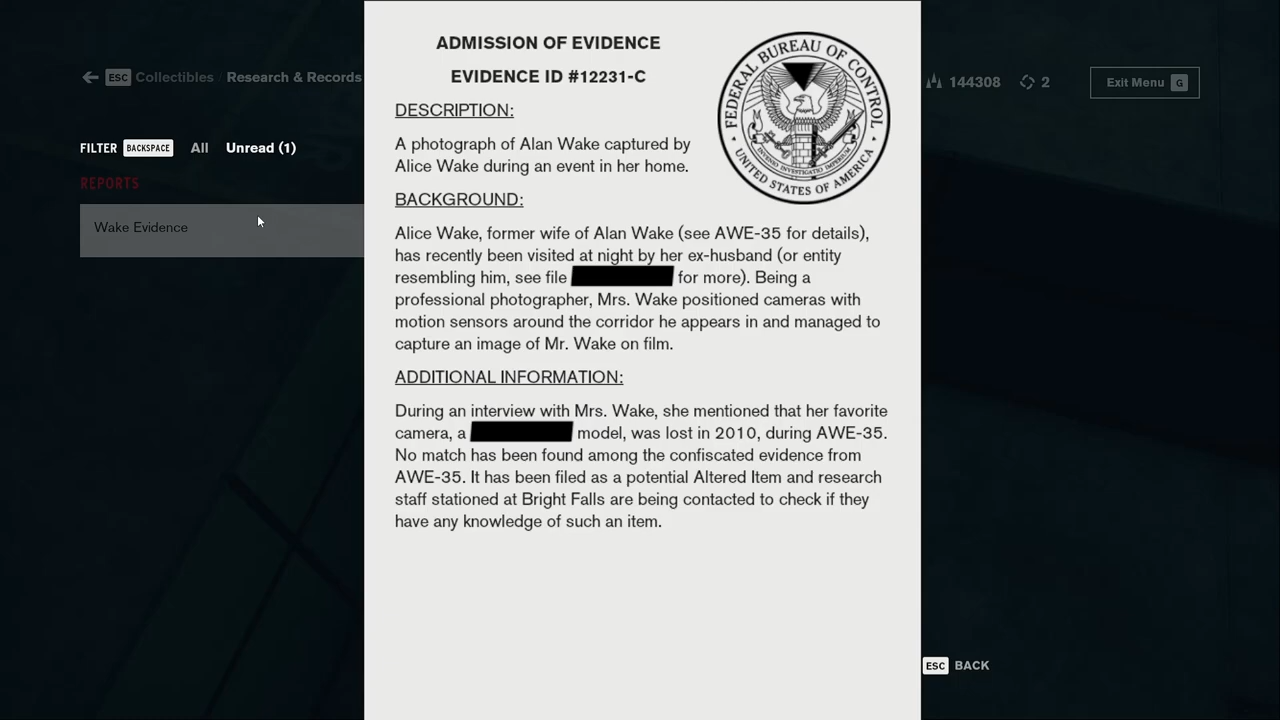 ADMISSION OF EVIDENCE
EVIDENCE ID #12231-C
FEDERAL BUREAU OF CONTROL
UNITED STATES OF AMERICA
ESC Collectibles / Research & Records
144308
2
Exit Menu G
DESCRIPTION:
A photograph of Alan Wake captured by
Alice Wake during an event in her home.
FILTER BACKSPACE All Unread (1)
REPORTS
Wake Evidence
BACKGROUND:
Alice Wake, former wife of Alan Wake (see AWE-35 for details),
has recently been visited at night by her ex-husband (or entity
resembling him, see file for more). Being a
professional photographer, Mrs. Wake positioned cameras with
motion sensors around the corridor he appears in and managed to
capture an image of Mr. Wake on film.
ADDITIONAL INFORMATION:
During an interview with Mrs. Wake, she mentioned that her favorite
camera, a model, was lost in 2010, during AWE-35.
No match has been found among the confiscated evidence from
AWE-35. It has been filed as a potential Altered Item and research
staff stationed at Bright Falls are being contacted to check if they
have any knowledge of such an item.
ESC BACK